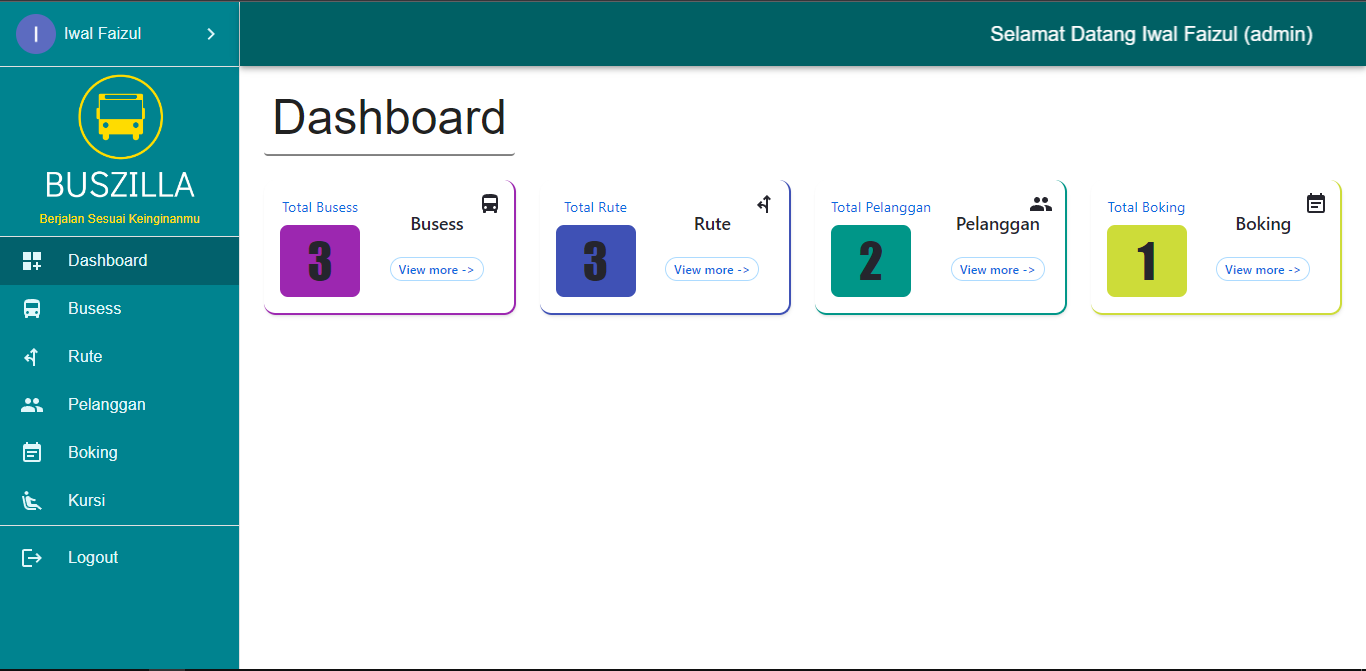 I
Iwal Faizul
Selamat Datang Iwal Faizul (admin)
BUSZILLA
Berjalan Sesuai Keinginanmu
Dashboard
Busess
Rute
Pelanggan
Boking
Kursi
Logout
Dashboard
Total Busess
Busess
3
View more ->
Total Rute
Rute
3
View more ->
Total Pelanggan
Pelanggan
2
View more ->
Total Boking
Boking
1
View more ->